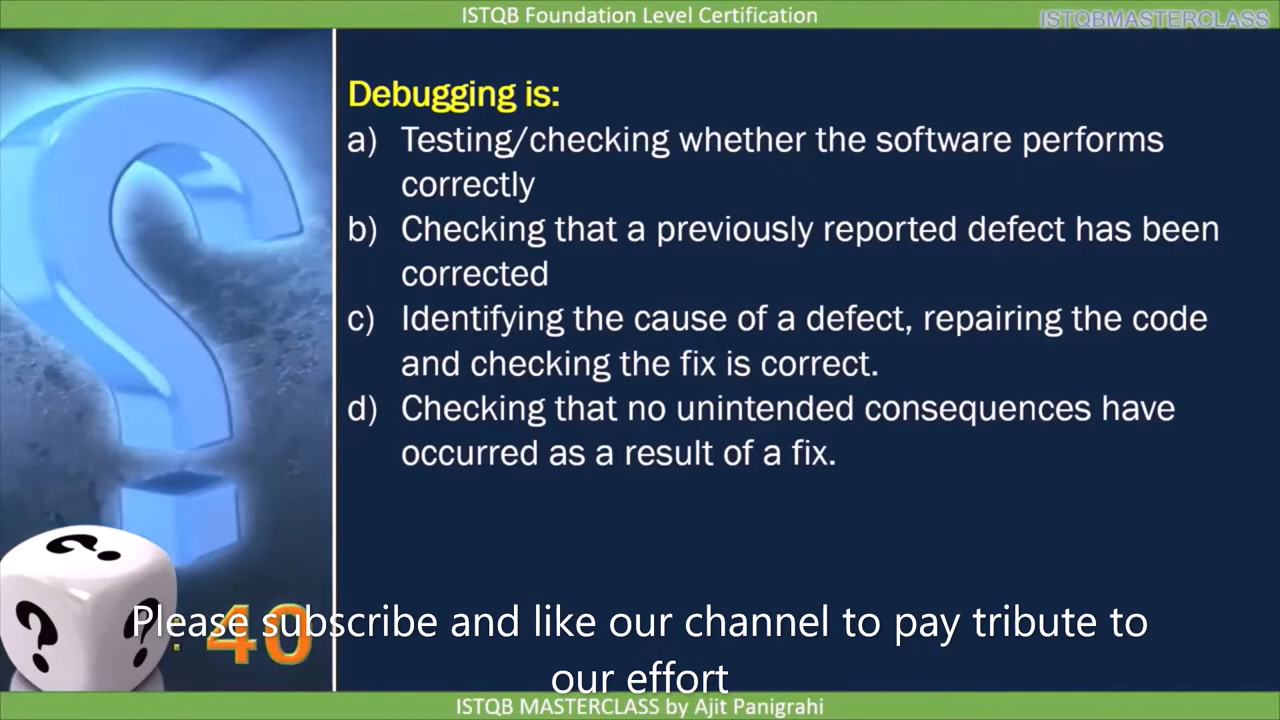 ISTQB Foundation Level Certification
ISTQBMASTERCLASS
Debugging is:
a) Testing/checking whether the software performs
correctly
b) Checking that a previously reported defect has been
corrected
c) Identifying the cause of a defect, repairing the code
and checking the fix is correct.
d) Checking that no unintended consequences have
occurred as a result of a fix.
? ? ?
: 40
Please subscribe and like our channel to pay tribute to
our effort
ISTQB MASTERCLASS by Ajit Panigrahi